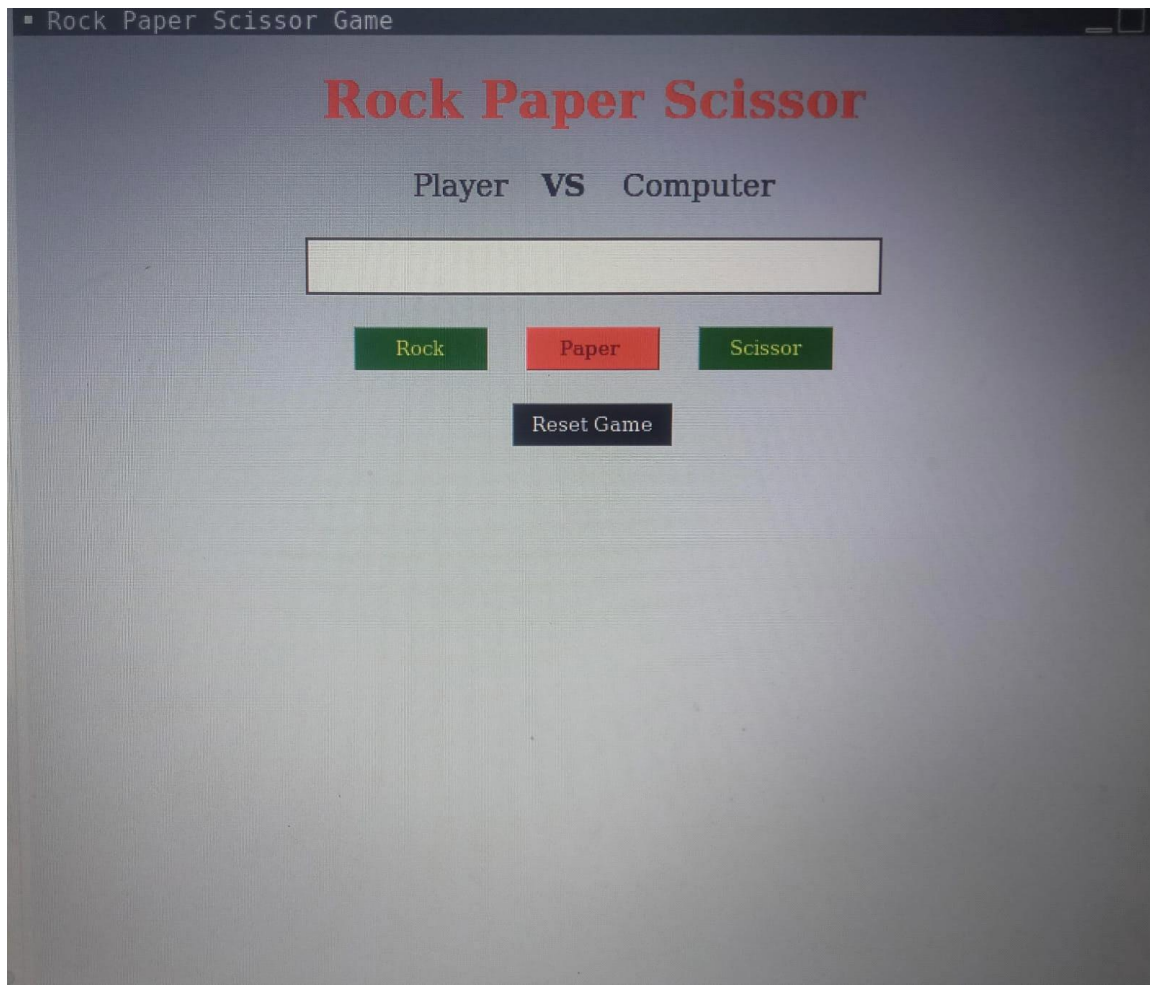 Rock Paper Scissor Game
Rock Paper Scissor
Player VS Computer
Rock Paper Scissor
Reset Game